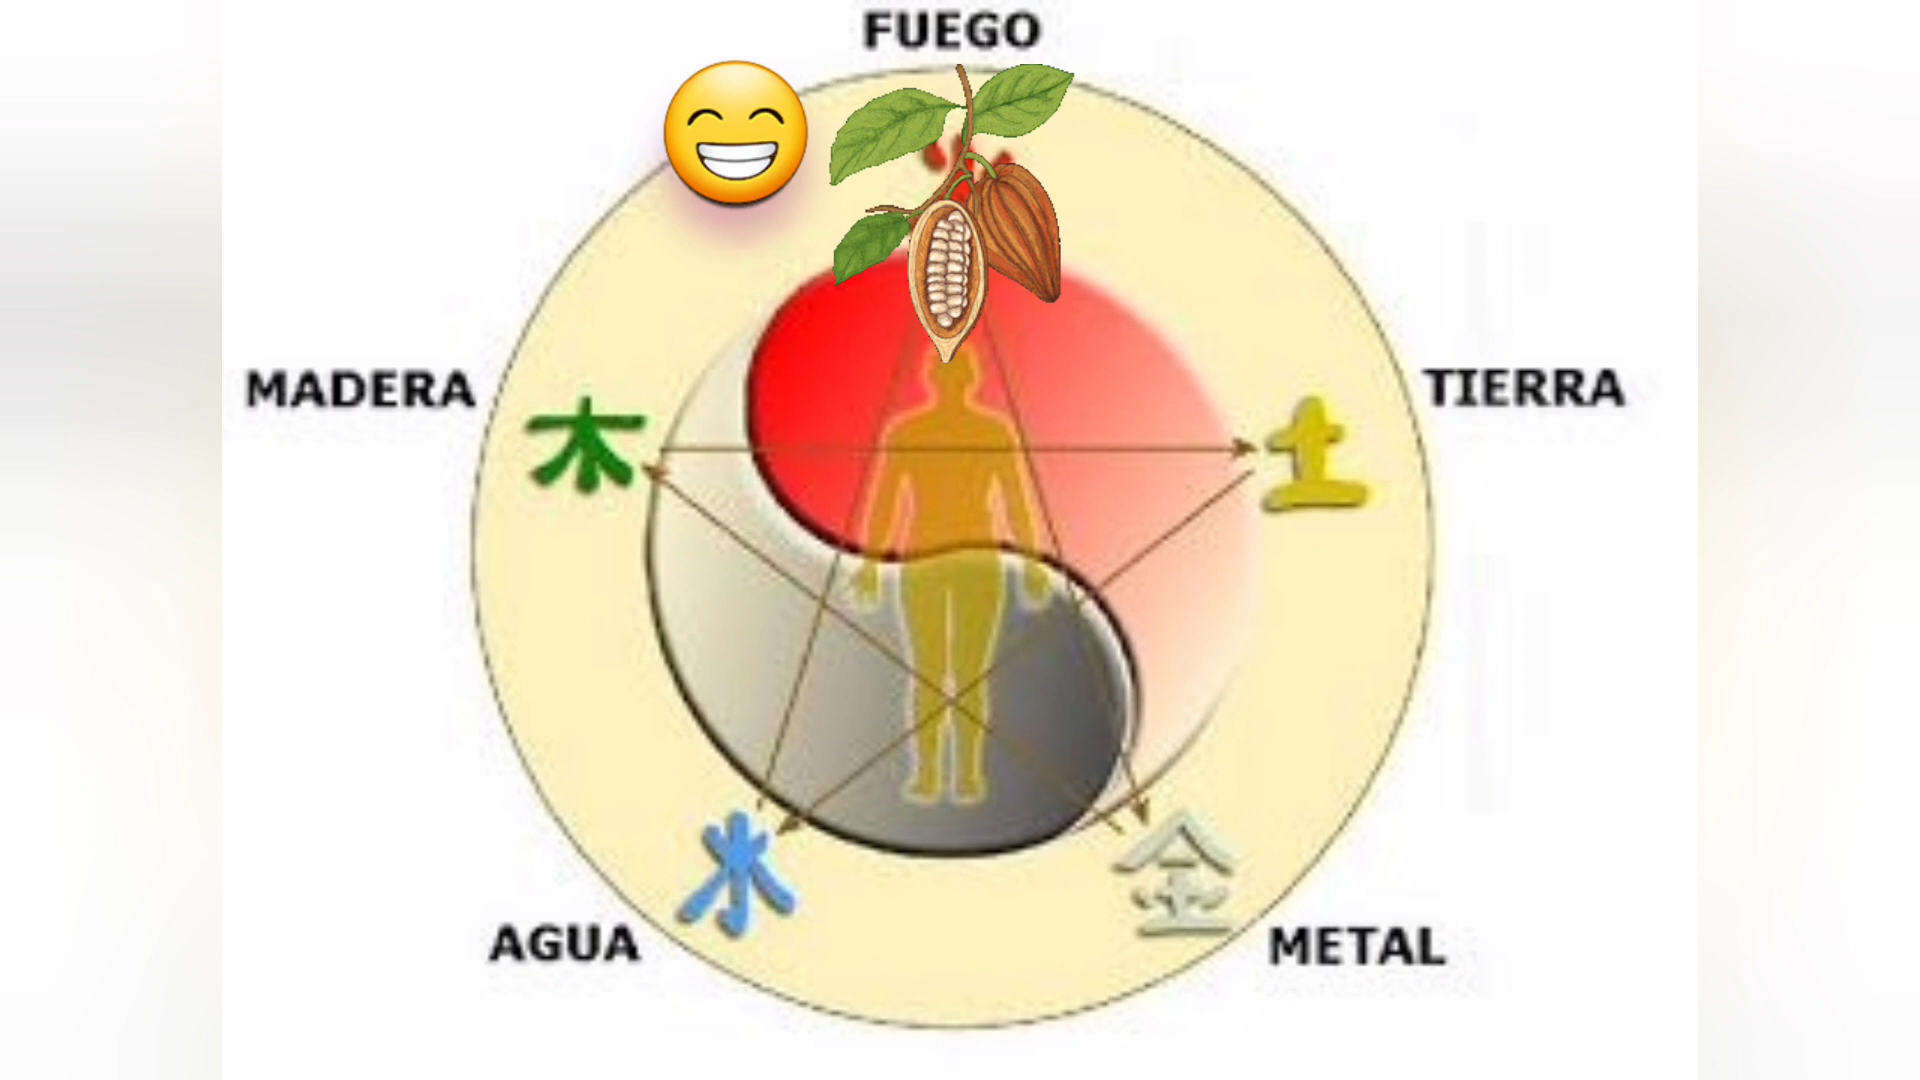 FUEGO
MADERA
TIERRA
木
土
水
金
AGUA
METAL